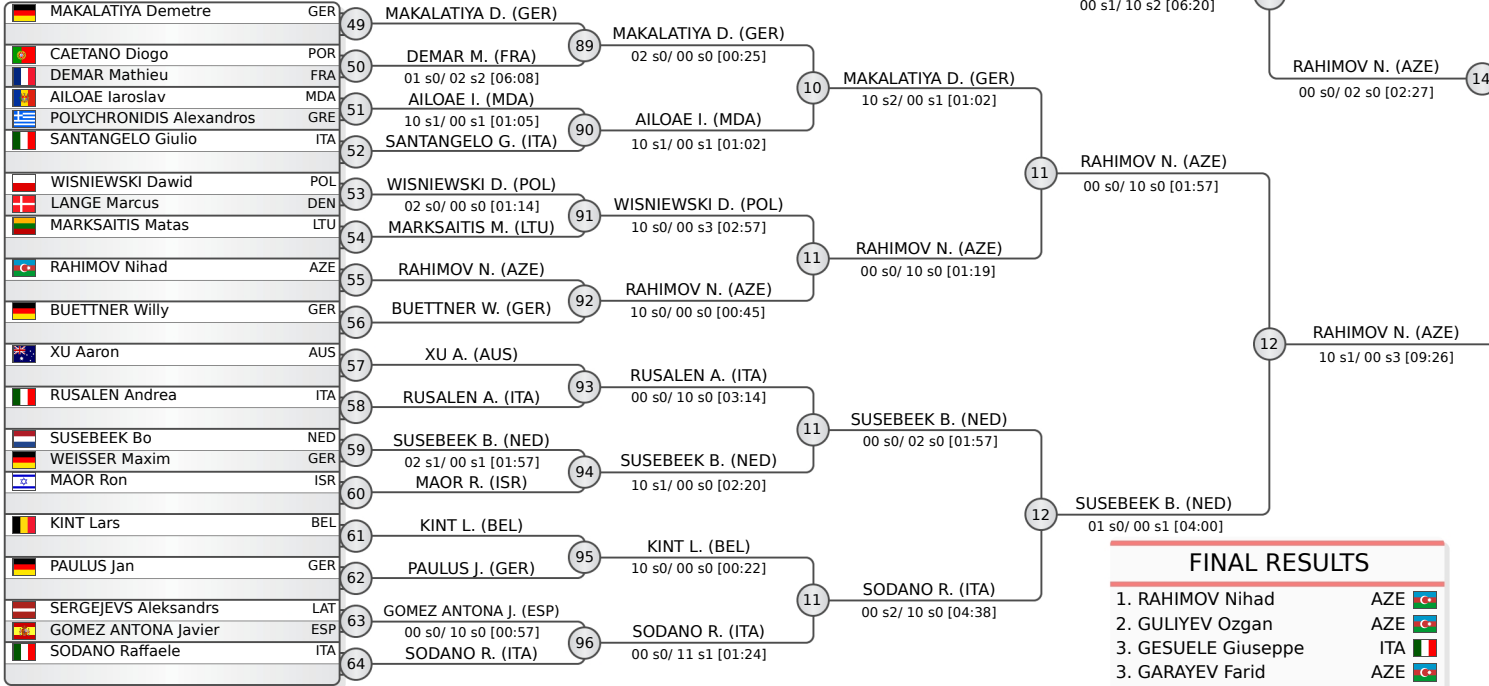 MAKALATIYA Demetre GER
CAETANO Diogo POR
DEMAR Mathieu FRA
AILOAE Iaroslav MDA
POLYCHRONIDIS Alexandros GRE
SANTANGELO Giulio ITA
WISNIEWSKI Dawid POL
LANGE Marcus DEN
MARKSAITIS Matas LTU
RAHIMOV Nihad AZE
BUETTNER Willy GER
XU Aaron AUS
RUSALEN Andrea ITA
SUSEBEEK Bo NED
WEISSER Maxim GER
MAOR Ron ISR
KINT Lars BEL
PAULUS Jan GER
SERGEJEVS Aleksandrs LAT
GOMEZ ANTONA Javier ESP
SODANO Raffaele ITA
49
50
51
52
53
54
55
56
57
58
59
60
61
62
63
64
MAKALATIYA D. (GER)
DEMAR M. (FRA)
01 s0/ 02 s2 [06:08]
AILOAE I. (MDA)
10 s1/ 00 s1 [01:05]
SANTANGELO G. (ITA)
WISNIEWSKI D. (POL)
02 s0/ 00 s0 [01:14]
MARKSAITIS M. (LTU)
RAHIMOV N. (AZE)
BUETTNER W. (GER)
XU A. (AUS)
RUSALEN A. (ITA)
SUSEBEEK B. (NED)
02 s1/ 00 s1 [01:57]
MAOR R. (ISR)
KINT L. (BEL)
PAULUS J. (GER)
GOMEZ ANTONA J. (ESP)
00 s0/ 10 s0 [00:57]
SODANO R. (ITA)
89
90
91
92
93
94
95
96
MAKALATIYA D. (GER)
02 s0/ 00 s0 [00:25]
AILOAE I. (MDA)
10 s1/ 00 s1 [01:02]
WISNIEWSKI D. (POL)
10 s0/ 00 s3 [02:57]
RAHIMOV N. (AZE)
10 s0/ 00 s0 [00:45]
RUSALEN A. (ITA)
00 s0/ 10 s0 [03:14]
SUSEBEEK B. (NED)
10 s1/ 00 s0 [02:20]
KINT L. (BEL)
10 s0/ 00 s0 [00:22]
SODANO R. (ITA)
00 s0/ 11 s1 [01:24]
10
11
11
11
MAKALATIYA D. (GER)
10 s2/ 00 s1 [01:02]
RAHIMOV N. (AZE)
00 s0/ 10 s0 [01:19]
SUSEBEEK B. (NED)
00 s0/ 02 s0 [01:57]
SODANO R. (ITA)
00 s2/ 10 s0 [04:38]
11
12
00 s1/ 10 s2 [06:20]
RAHIMOV N. (AZE)
00 s0/ 10 s0 [01:57]
SUSEBEEK B. (NED)
01 s0/ 00 s1 [04:00]
12
RAHIMOV N. (AZE)
00 s0/ 02 s0 [02:27]
14
RAHIMOV N. (AZE)
10 s1/ 00 s3 [09:26]
FINAL RESULTS
1. RAHIMOV Nihad AZE
2. GULIYEV Ozgan AZE
3. GESUELE Giuseppe ITA
3. GARAYEV Farid AZE